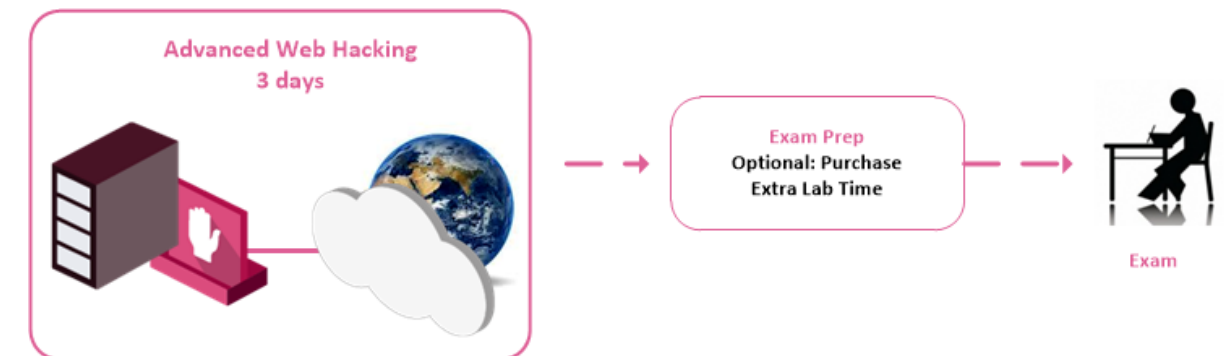 Advanced Web Hacking
3 days
Exam Prep
Optional: Purchase
Extra Lab Time
Exam